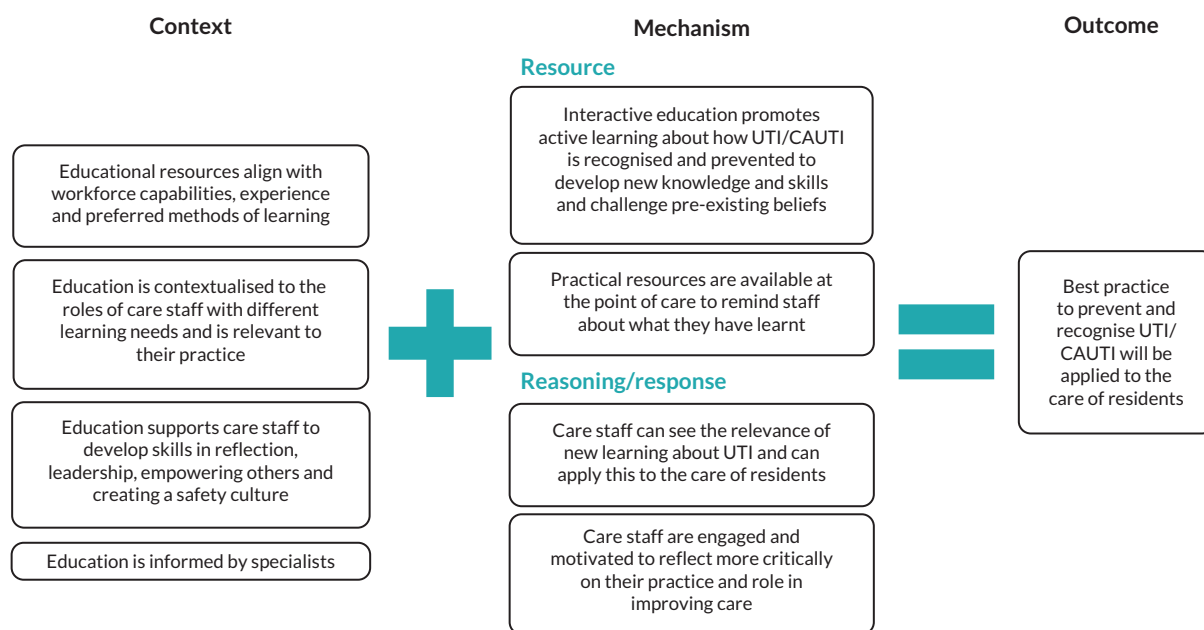 Context
Educational resources align with
workforce capabilities, experience
and preferred methods of learning
Education is contextualised to the
roles of care staff with different
learning needs and is relevant to
their practice
Education supports care staff to
develop skills in reflection,
leadership, empowering others and
creating a safety culture
Education is informed by specialists
Mechanism
Resource
Interactive education promotes
active learning about how UTI/CAUTI
is recognised and prevented to
develop new knowledge and skills
and challenge pre-existing beliefs
Practical resources are available at
the point of care to remind staff
about what they have learnt
Reasoning/response
Care staff can see the relevance of
new learning about UTI and can
apply this to the care of residents
Care staff are engaged and
motivated to reflect more critically
on their practice and role in
improving care
Outcome
Best practice
to prevent and
recognise UTI/
CAUTI will be
applied to the
care of residents